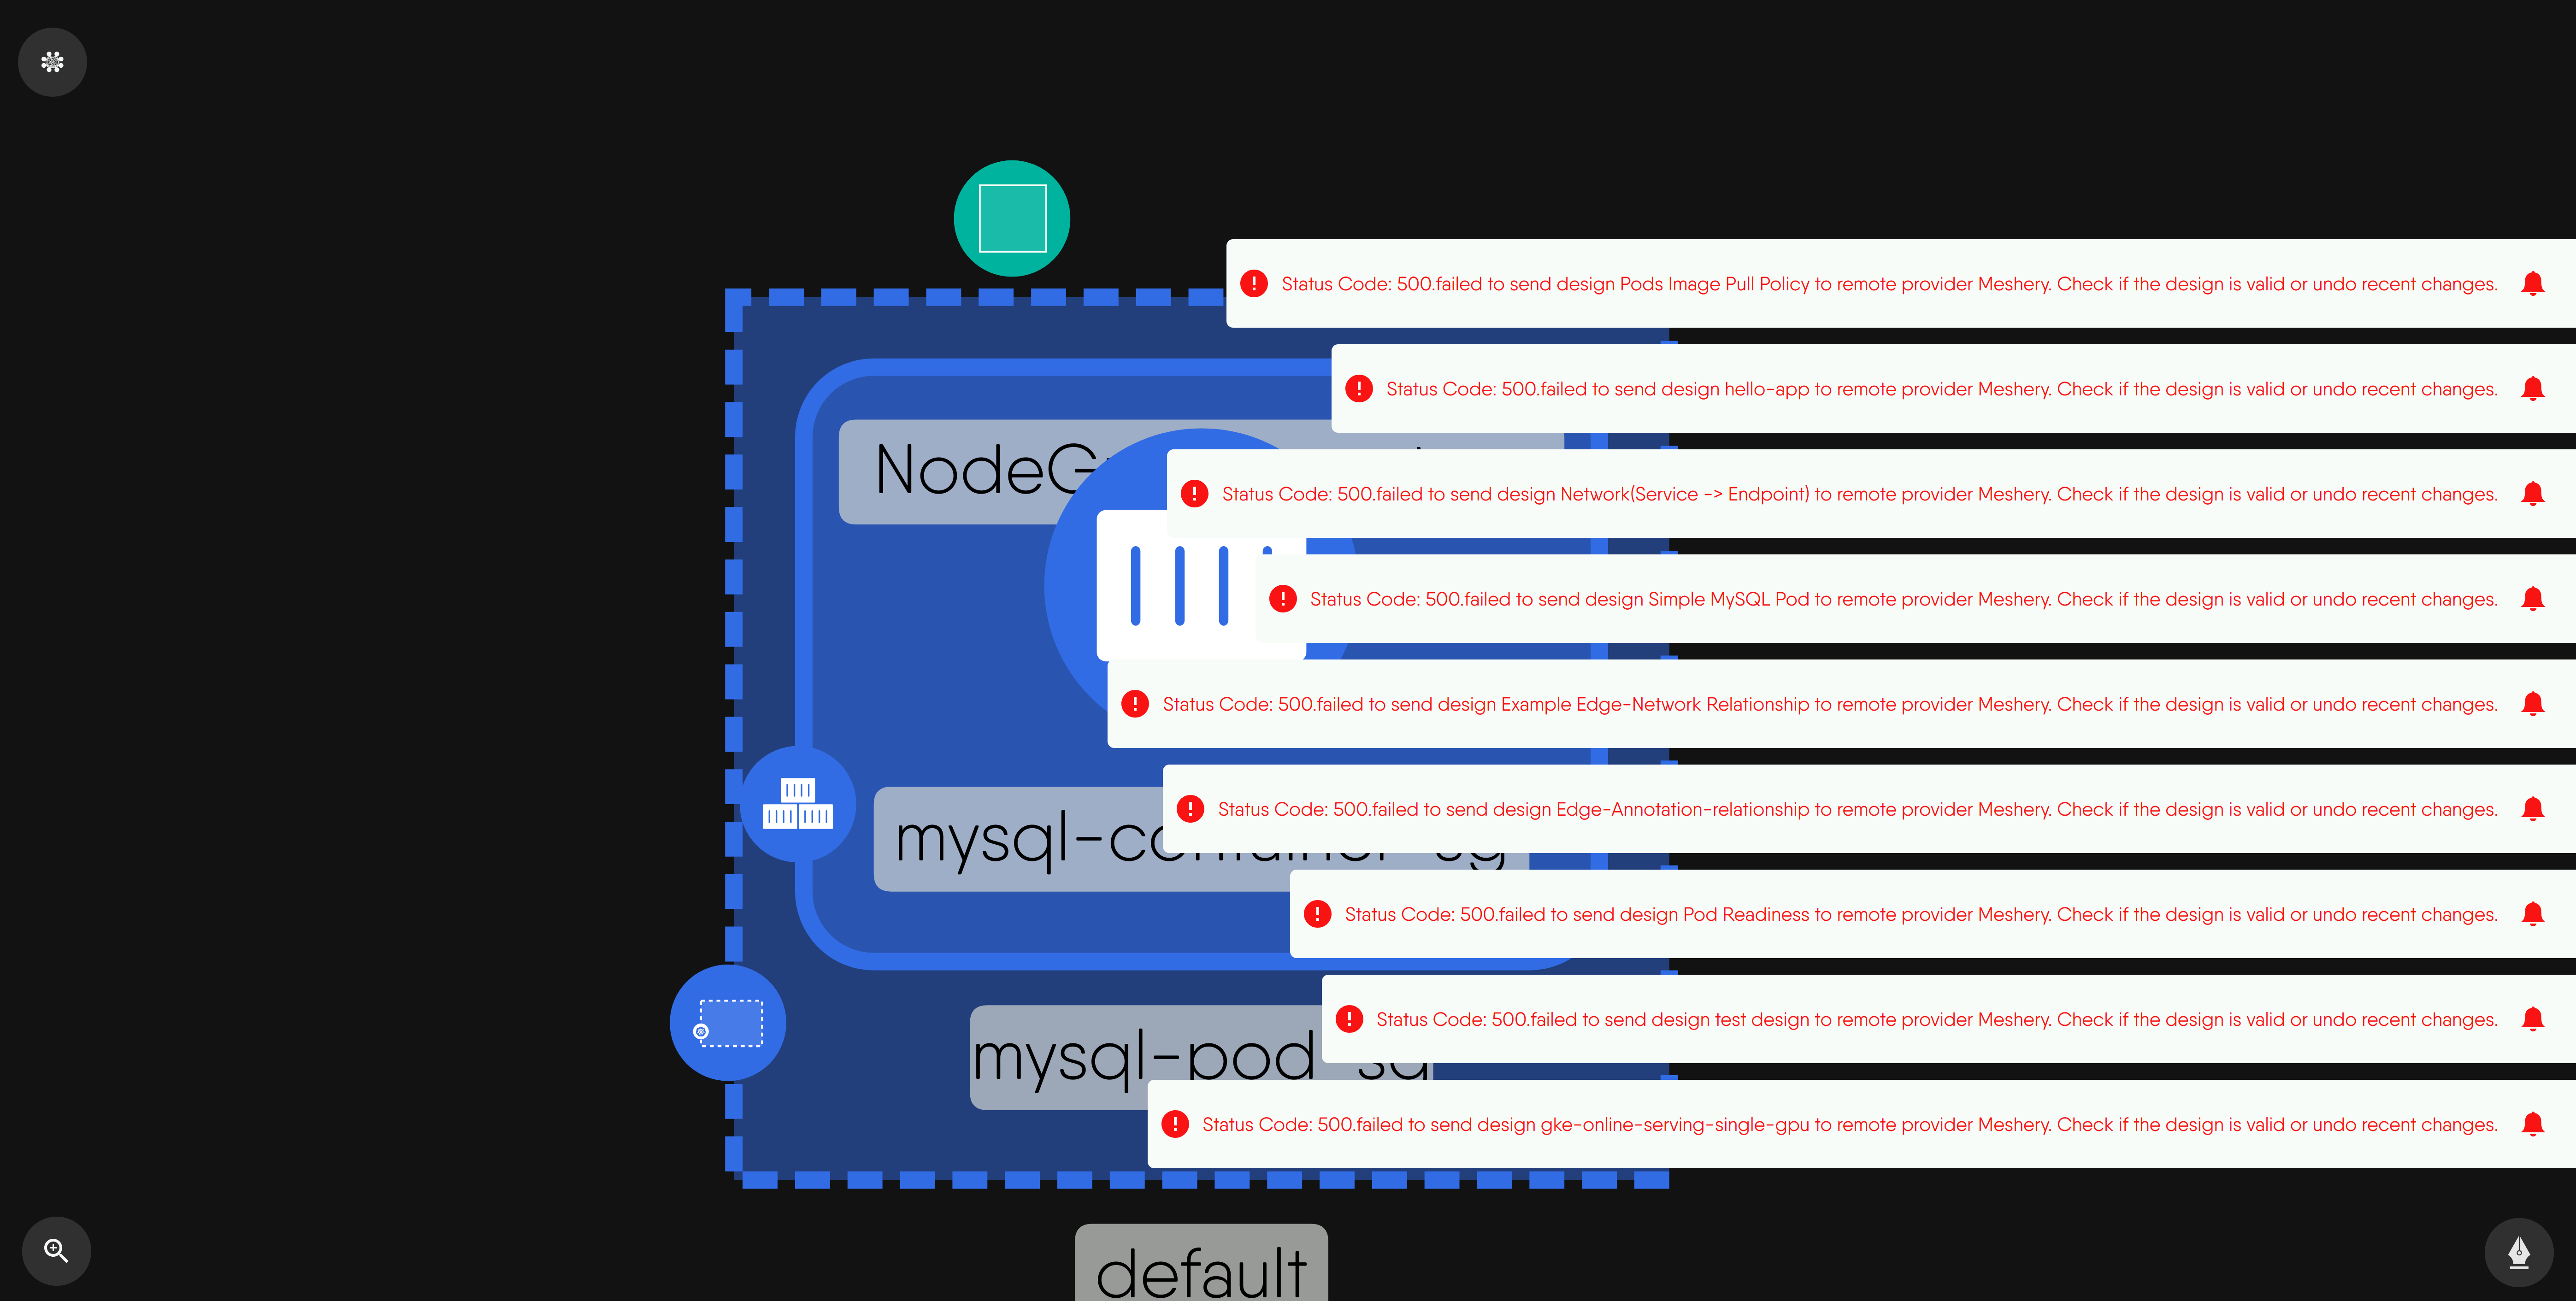 Status Code: 500.failed to send design Pods Image Pull Policy to remote provider Meshery. Check if the design is valid or undo recent changes.
Status Code: 500.failed to send design hello-app to remote provider Meshery. Check if the design is valid or undo recent changes.
Status Code: 500.failed to send design Network(Service -> Endpoint) to remote provider Meshery. Check if the design is valid or undo recent changes.
Status Code: 500.failed to send design Simple MySQL Pod to remote provider Meshery. Check if the design is valid or undo recent changes.
Status Code: 500.failed to send design Example Edge-Network Relationship to remote provider Meshery. Check if the design is valid or undo recent changes.
Status Code: 500.failed to send design Edge-Annotation-relationship to remote provider Meshery. Check if the design is valid or undo recent changes.
mysql-container-sg
Status Code: 500.failed to send design Pod Readiness to remote provider Meshery. Check if the design is valid or undo recent changes.
Status Code: 500.failed to send design test design to remote provider Meshery. Check if the design is valid or undo recent changes.
mysql-pod-sg
Status Code: 500.failed to send design gke-online-serving-single-gpu to remote provider Meshery. Check if the design is valid or undo recent changes.
default